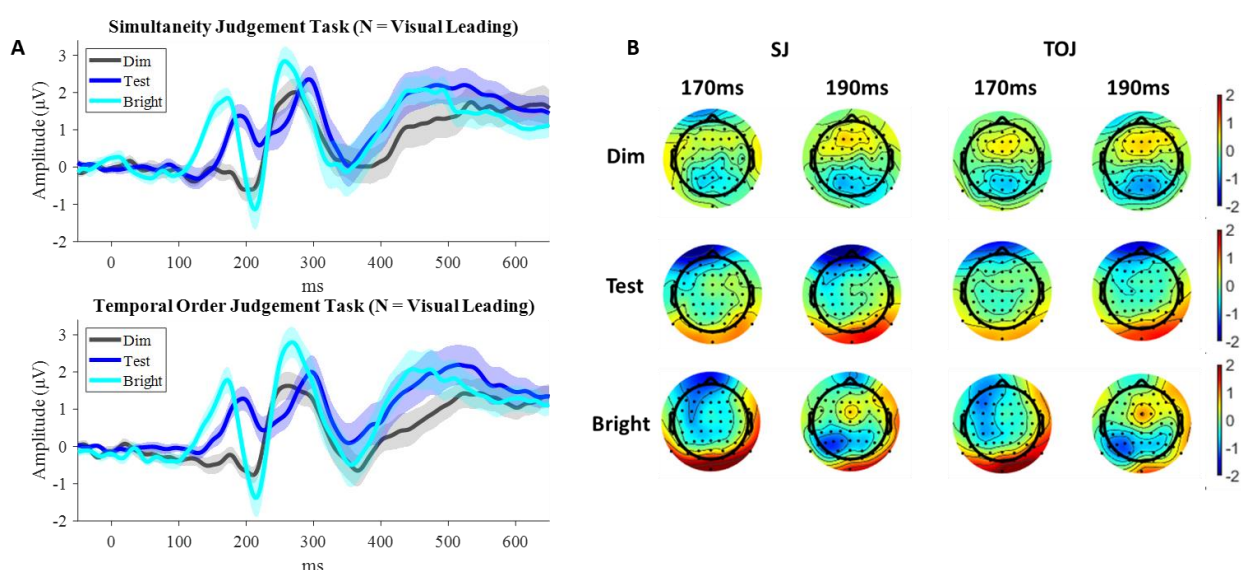 A
Simultaneity Judgement Task (N = Visual Leading)
Dim
Test
Bright
Amplitude (µV)
3
2
1
0
-1
-2
0 100 200 300 400 500 600
ms
Temporal Order Judgement Task (N = Visual Leading)
Dim
Test
Bright
Amplitude (µV)
3
2
1
0
-1
-2
0 100 200 300 400 500 600
ms
B
SJ TOJ
170ms 190ms 170ms 190ms
Dim
2
1
0
-1
-2
Test
2
1
0
-1
-2
Bright
2
1
0
-1
-2